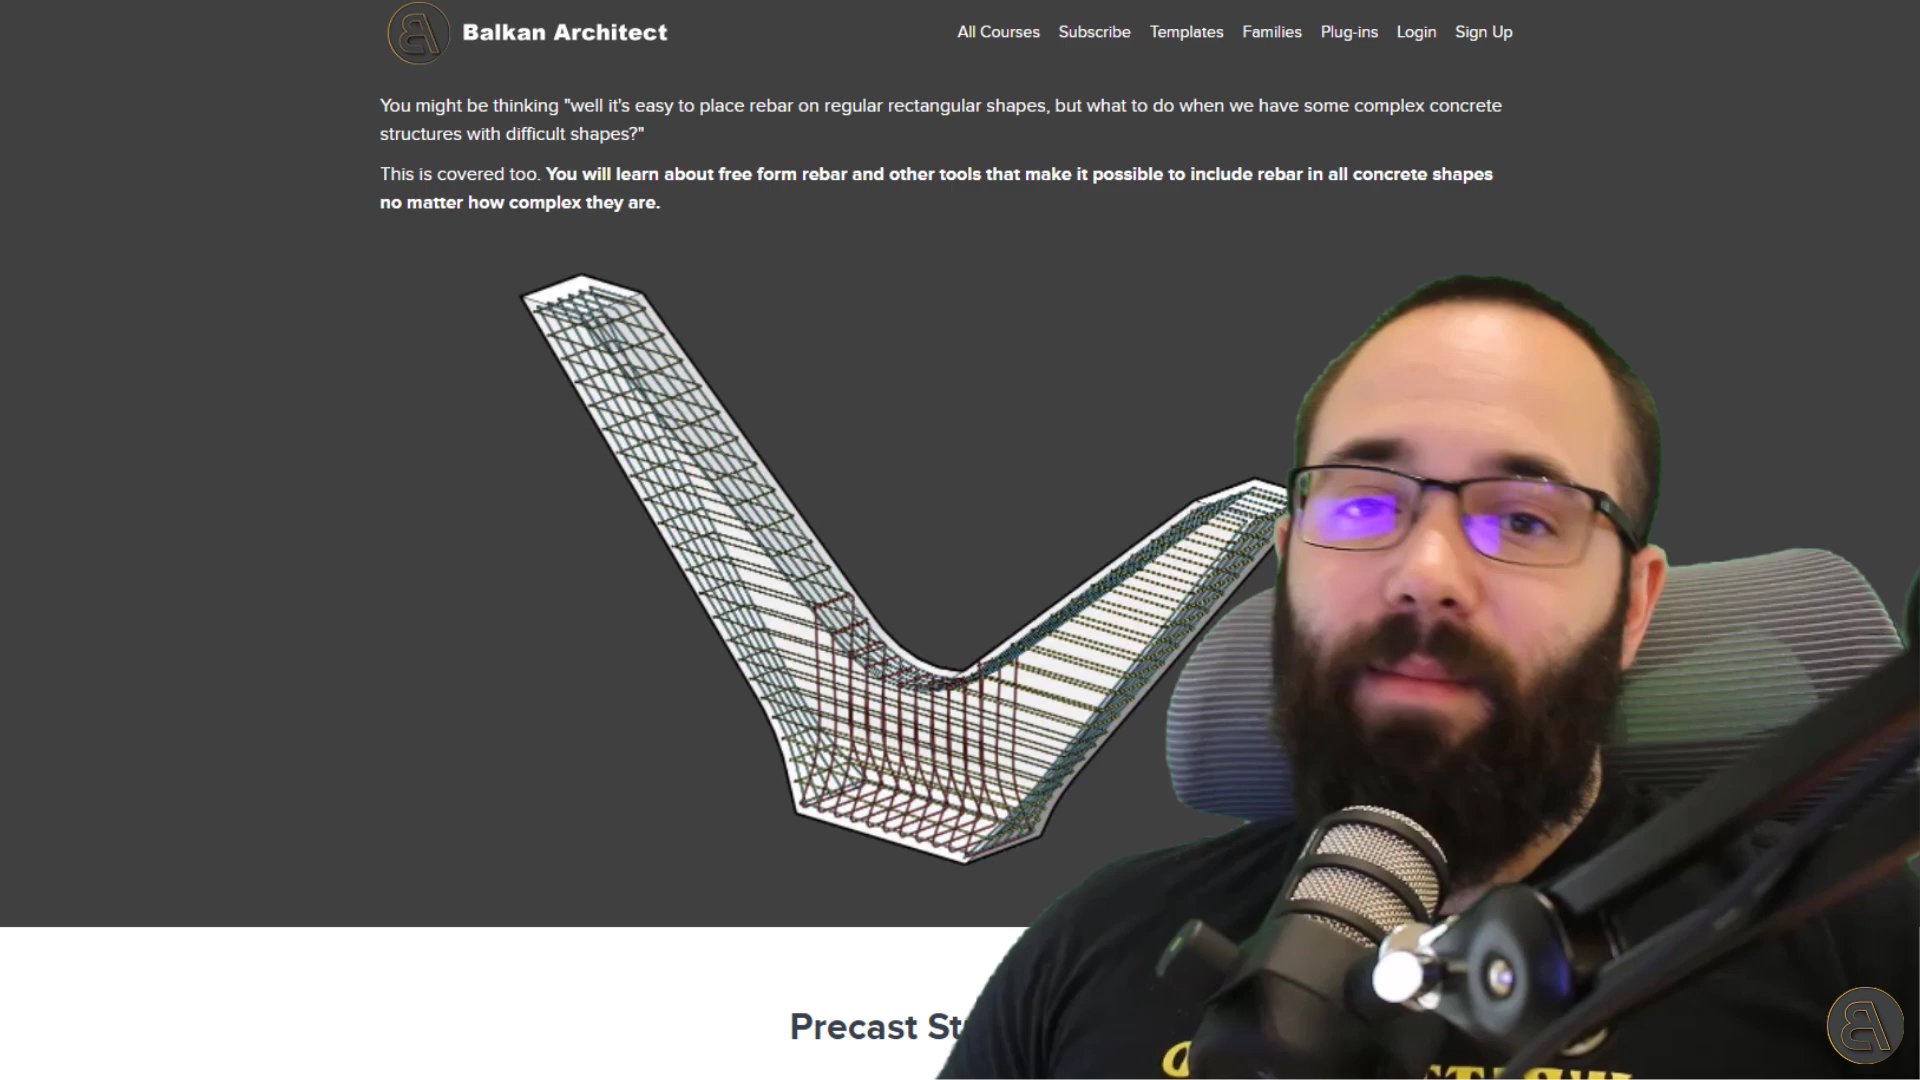 Balkan Architect
All Courses Subscribe Templates Families Plug-ins Login Sign Up
You might be thinking "well it's easy to place rebar on regular rectangular shapes, but what to do when we have some complex concrete
structures with difficult shapes?"
This is covered too. You will learn about free form rebar and other tools that make it possible to include rebar in all concrete shapes
no matter how complex they are.
Precast